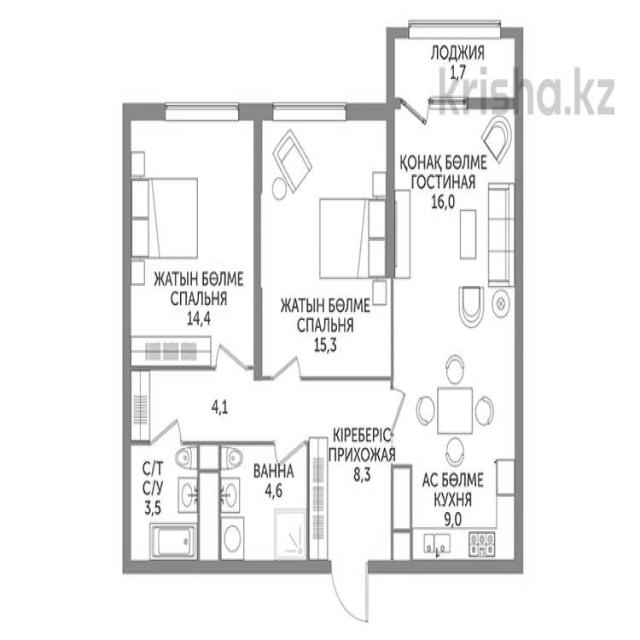 ЛОДЖИЯ
1.7
krisha.kz
ҚОНАҚ БӨЛМЕ
ГОСТИНАЯ
16,0
ЖАТЫН БӨЛМЕ
СПАЛЬНЯ
14,4
ЖАТЫН БӨЛМЕ
СПАЛЬНЯ
15,3
4,1
КІРЕБЕРІС
ПРИХОЖАЯ
8,3
С/Т
С/У
3,5
ВАННА
4,6
АС БӨЛМЕ
КУХНЯ
9,0